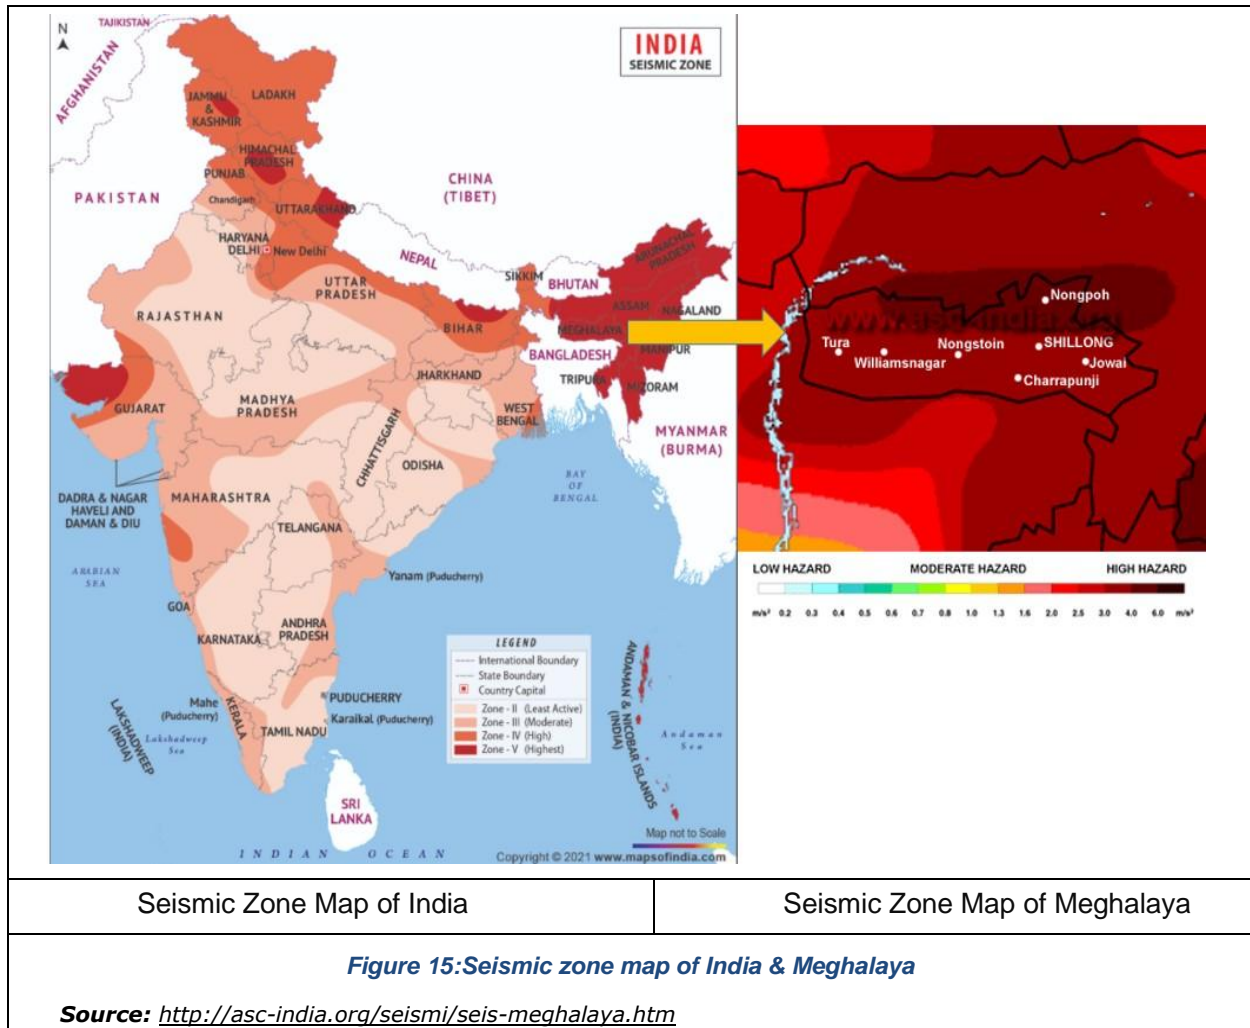 N
TAJIKISTAN
AFGHANISTAN
INDIA
SEISMIC ZONE
LADAKH
JAMMU
&
KASHMIR
HIMACHAL
PRADESH
PUNJAB
Chandigarh
UTTARAKHAND
PAKISTAN
CHINA
(TIBET)
HARYANA
DELHI
New Delhi
NEPAL
SIKKIM
BHUTAN
ARUNACHAL
PRADESH
UTTAR
PRADESH
RAJASTHAN
BIHAR
ASSAM
NAGALAND
MEGHALAYA
BANGLADESH
MANIPUR
TRIPURA
MIZORAM
JHARKHAND
GUJARAT
MADHYA
PRADESH
WEST
BENGAL
CHHATTISGARH
MYANMAR
(BURMA)
ODISHA
BAY
OF
BENGAL
DADRA & NAGAR
HAVELI AND
DAMAN & DIU
MAHARASHTRA
TELANGANA
ARABIAN
SEA
Yanam (Puducherry)
GOA
KARNATAKA
ANDHRA
PRADESH
LEGEND
International Boundary
State Boundary
Country Capital
Zone - II (Least Active)
Zone - III (Moderate)
Zone - IV (High)
Zone - V (Highest)
PUDUCHERRY
Mahe
(Puducherry)
Karaikal (Puducherry)
KERALA
TAMIL NADU
LAKSHADWEEP
(INDIA)
Lakshadweep
Sea
ANDAMAN & NICOBAR ISLANDS
(INDIA)
Andaman
Sea
SRI
LANKA
Map not to Scale
INDIAN OCEAN
Copyright © 2021 www.mapsofindia.com
Nongpoh
www.asc-india.org
Tura
Nongstoin
SHILLONG
Williamsnagar
Jowai
Charrapunji
LOW HAZARD MODERATE HAZARD HIGH HAZARD
m/s² 0.2 0.3 0.4 0.5 0.6 0.7 0.8 1.0 1.3 1.6 2.0 2.5 3.0 4.0 6.0 m/s²
Seismic Zone Map of India
Seismic Zone Map of Meghalaya
Figure 15:Seismic zone map of India & Meghalaya
Source: http://asc-india.org/seismi/seis-meghalaya.htm